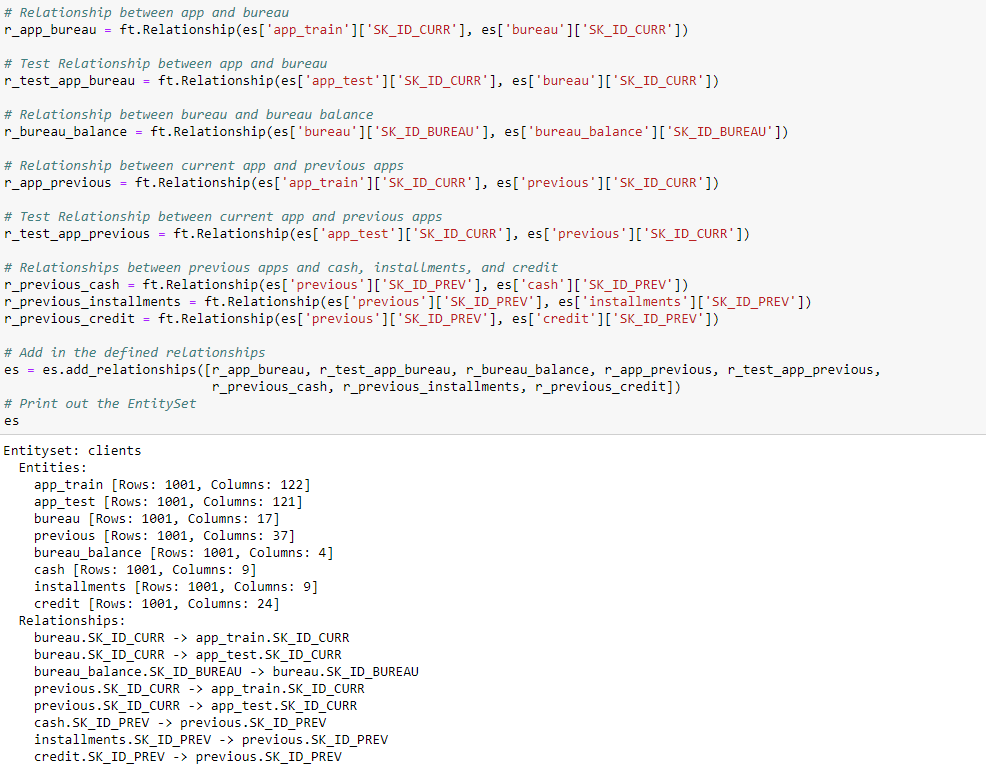 # Relationship between app and bureau
r_app_bureau = ft.Relationship(es['app_train']['SK_ID_CURR'], es['bureau']['SK_ID_CURR'])
# Test Relationship between app and bureau
r_test_app_bureau = ft.Relationship(es['app_test']['SK_ID_CURR'], es['bureau']['SK_ID_CURR'])
# Relationship between bureau and bureau balance
r_bureau_balance = ft.Relationship(es['bureau']['SK_ID_BUREAU'], es['bureau_balance']['SK_ID_BUREAU'])
# Relationship between current app and previous apps
r_app_previous = ft.Relationship(es['app_train']['SK_ID_CURR'], es['previous']['SK_ID_CURR'])
# Test Relationship between current app and previous apps
r_test_app_previous = ft.Relationship(es['app_test']['SK_ID_CURR'], es['previous']['SK_ID_CURR'])
# Relationships between previous apps and cash, installments, and credit
r_previous_cash = ft.Relationship(es['previous']['SK_ID_PREV'], es['cash']['SK_ID_PREV'])
r_previous_installments = ft.Relationship(es['previous']['SK_ID_PREV'], es['installments']['SK_ID_PREV'])
r_previous_credit = ft.Relationship(es['previous']['SK_ID_PREV'], es['credit']['SK_ID_PREV'])
# Add in the defined relationships
es = es.add_relationships([r_app_bureau, r_test_app_bureau, r_bureau_balance, r_app_previous, r_test_app_previous,
r_previous_cash, r_previous_installments, r_previous_credit])
# Print out the EntitySet
es
Entityset: clients
Entities:
app_train [Rows: 1001, Columns: 122]
app_test [Rows: 1001, Columns: 121]
bureau [Rows: 1001, Columns: 17]
previous [Rows: 1001, Columns: 37]
bureau_balance [Rows: 1001, Columns: 4]
cash [Rows: 1001, Columns: 9]
installments [Rows: 1001, Columns: 9]
credit [Rows: 1001, Columns: 24]
Relationships:
bureau.SK_ID_CURR -> app_train.SK_ID_CURR
bureau.SK_ID_CURR -> app_test.SK_ID_CURR
bureau_balance.SK_ID_BUREAU -> bureau.SK_ID_BUREAU
previous.SK_ID_CURR -> app_train.SK_ID_CURR
previous.SK_ID_CURR -> app_test.SK_ID_CURR
cash.SK_ID_PREV -> previous.SK_ID_PREV
installments.SK_ID_PREV -> previous.SK_ID_PREV
credit.SK_ID_PREV -> previous.SK_ID_PREV